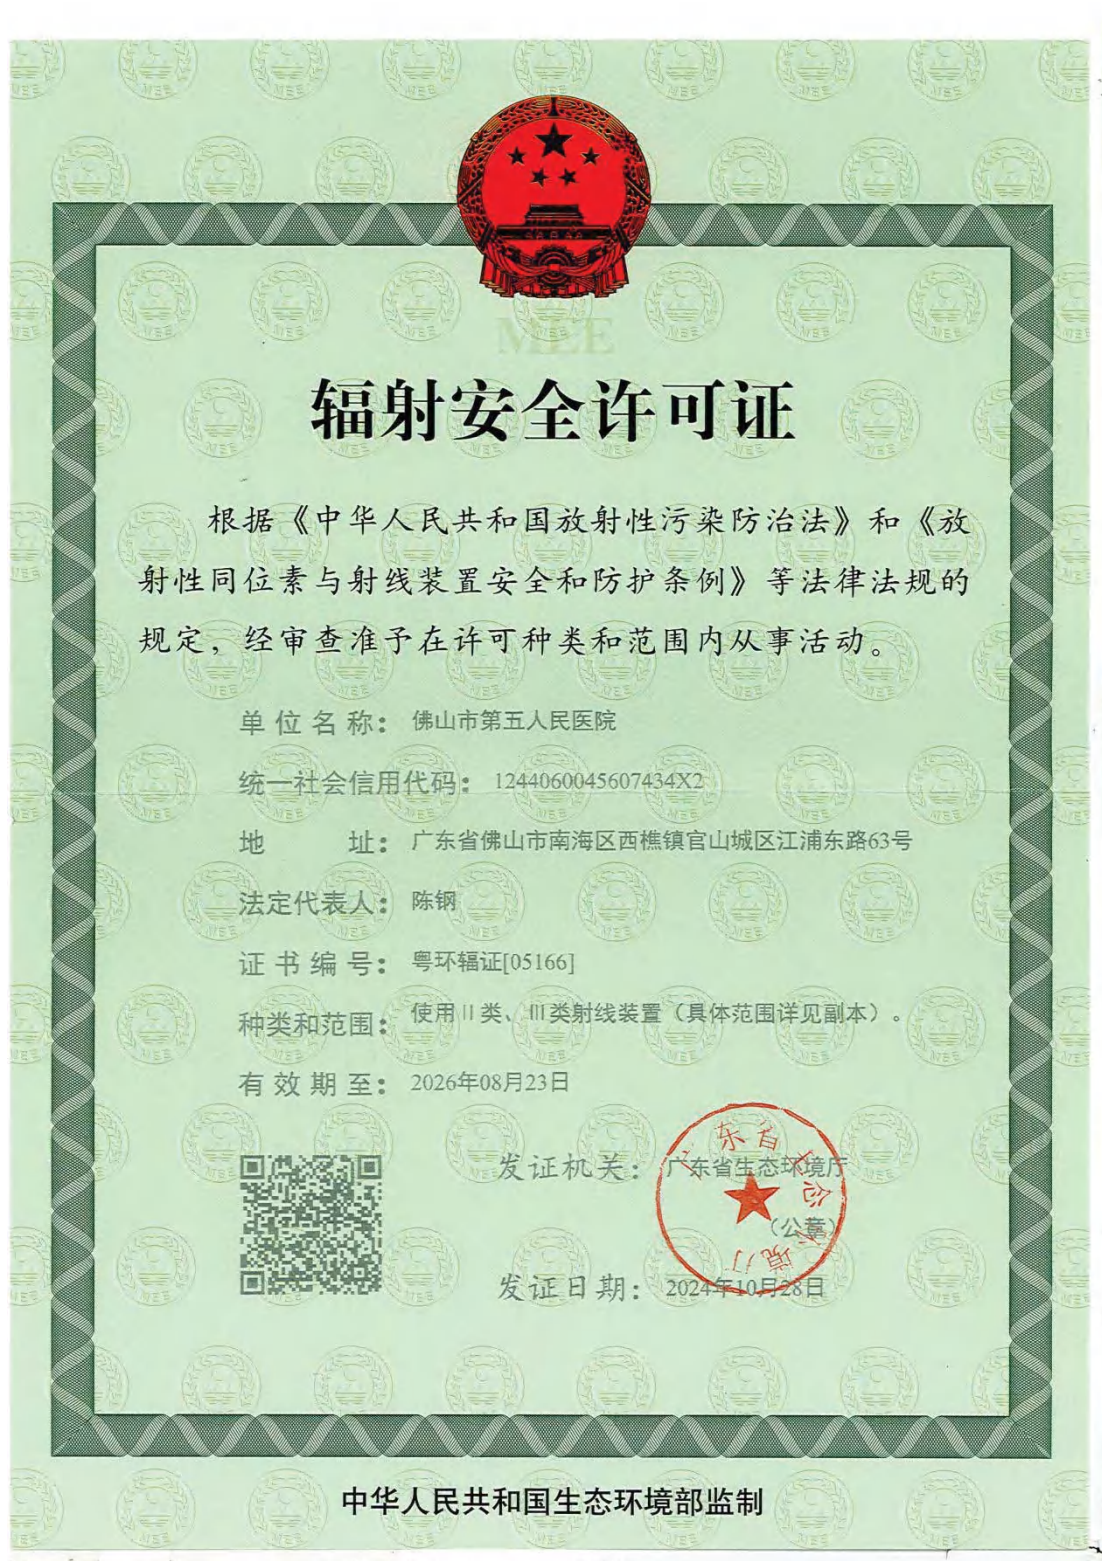 MEE
辐射安全许可证
根据《中华人民共和国放射性污染防治法》和《放
射性同位素与射线装置安全和防护条例》等法律法规的
规定，经审查准予在许可种类和范围内从事活动。
单位名称：佛山市第五人民医院
统一社会信用代码：1244060045607434X2
地址：广东省佛山市南海区西樵镇官山城区江浦东路63号
法定代表人：陈钢
证书编号：粤环辐证[05166]
种类和范围：使用Ⅱ类、Ⅲ类射线装置（具体范围详见副本）。
有效期至：2026年08月23日
发证机关：广东省生态环境厅
（公章）
发证日期：2024年10月28日
中华人民共和国生态环境部监制